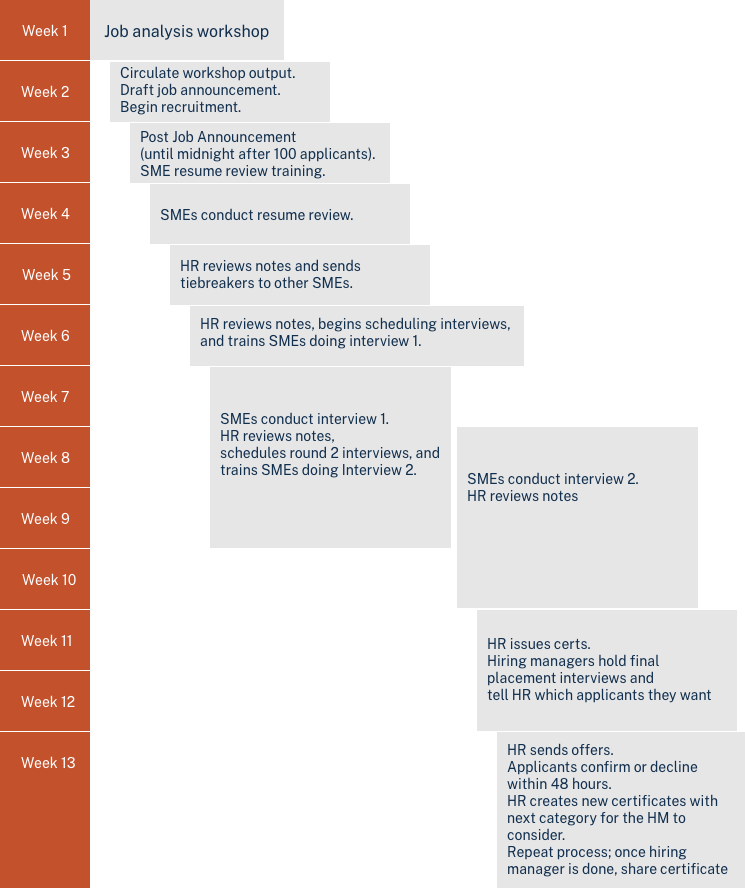 Week 1
Job analysis workshop
Week 2
Circulate workshop output.
Draft job announcement.
Begin recruitment.
Week 3
Post Job Announcement
(until midnight after 100 applicants).
SME resume review training.
Week 4
SMEs conduct resume review.
Week 5
HR reviews notes and sends
tiebreakers to other SMEs.
Week 6
HR reviews notes, begins scheduling interviews,
and trains SMEs doing interview 1.
Week 7
SMEs conduct interview 1.
HR reviews notes,
schedules round 2 interviews, and
trains SMEs doing Interview 2.
Week 8
SMEs conduct interview 2.
HR reviews notes
Week 9
Week 10
Week 11
HR issues certs.
Hiring managers hold final
placement interviews and
tell HR which applicants they want
Week 12
Week 13
HR sends offers.
Applicants confirm or decline
within 48 hours.
HR creates new certificates with
next category for the HM to
consider.
Repeat process; once hiring
manager is done, share certificate